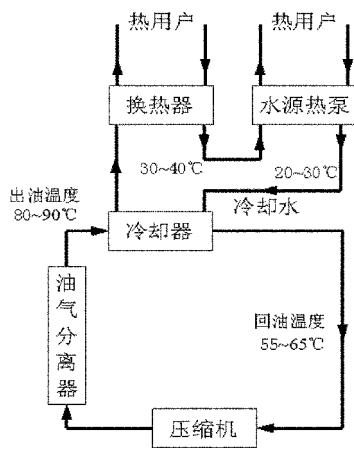 热用户
热用户
换热器
水源热泵
30~40℃
20~30℃
出油温度
80~90℃
冷却水
冷却器
油气分离器
回油温度
55~65℃
压缩机